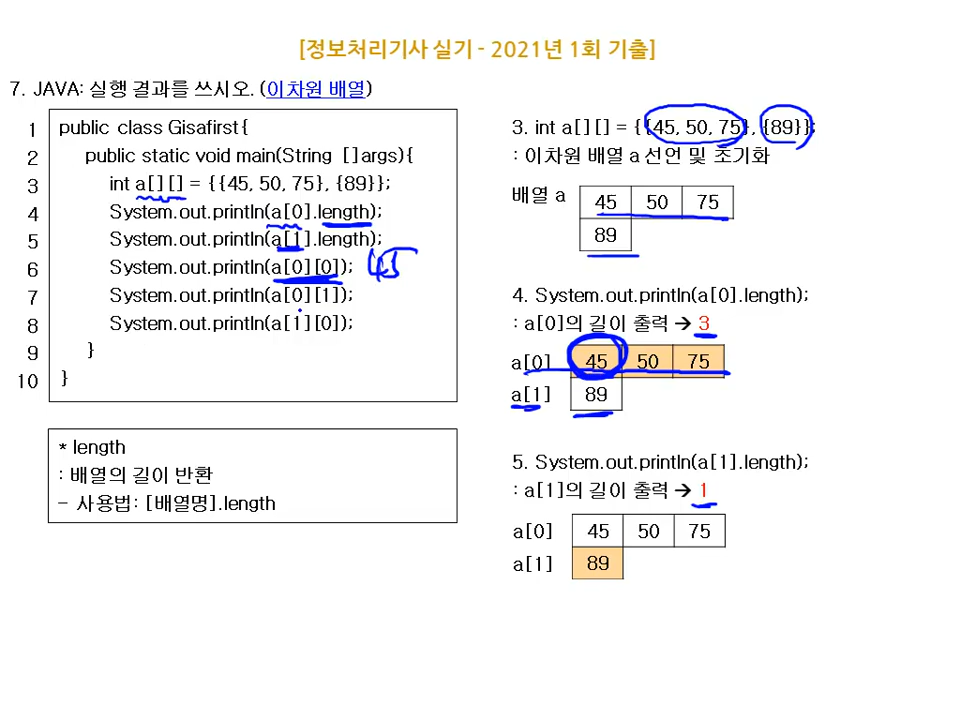 [정보처리기사 실기 - 2021년 1회 기출]
7. JAVA: 실행 결과를 쓰시오. (이차원 배열)
1 public class Gisafirst{
2 public static void main(String []args){
3 int a[][] = {{45, 50, 75}, {89}};
4 System.out.println(a[0].length);
5 System.out.println(a[1].length);
6 System.out.println(a[0][0]); 45
7 System.out.println(a[0][1]);
8 System.out.println(a[1][0]);
9 }
10 }
* length
: 배열의 길이 반환
- 사용법: [배열명].length
3. int a[][] = {{45, 50, 75}, {89}};
: 이차원 배열 a 선언 및 초기화
배열 a 45 50 75
89
4. System.out.println(a[0].length);
: a[0]의 길이 출력 → 3
a[0] 45 50 75
a[1] 89
5. System.out.println(a[1].length);
: a[1]의 길이 출력 → 1
a[0] 45 50 75
a[1] 89